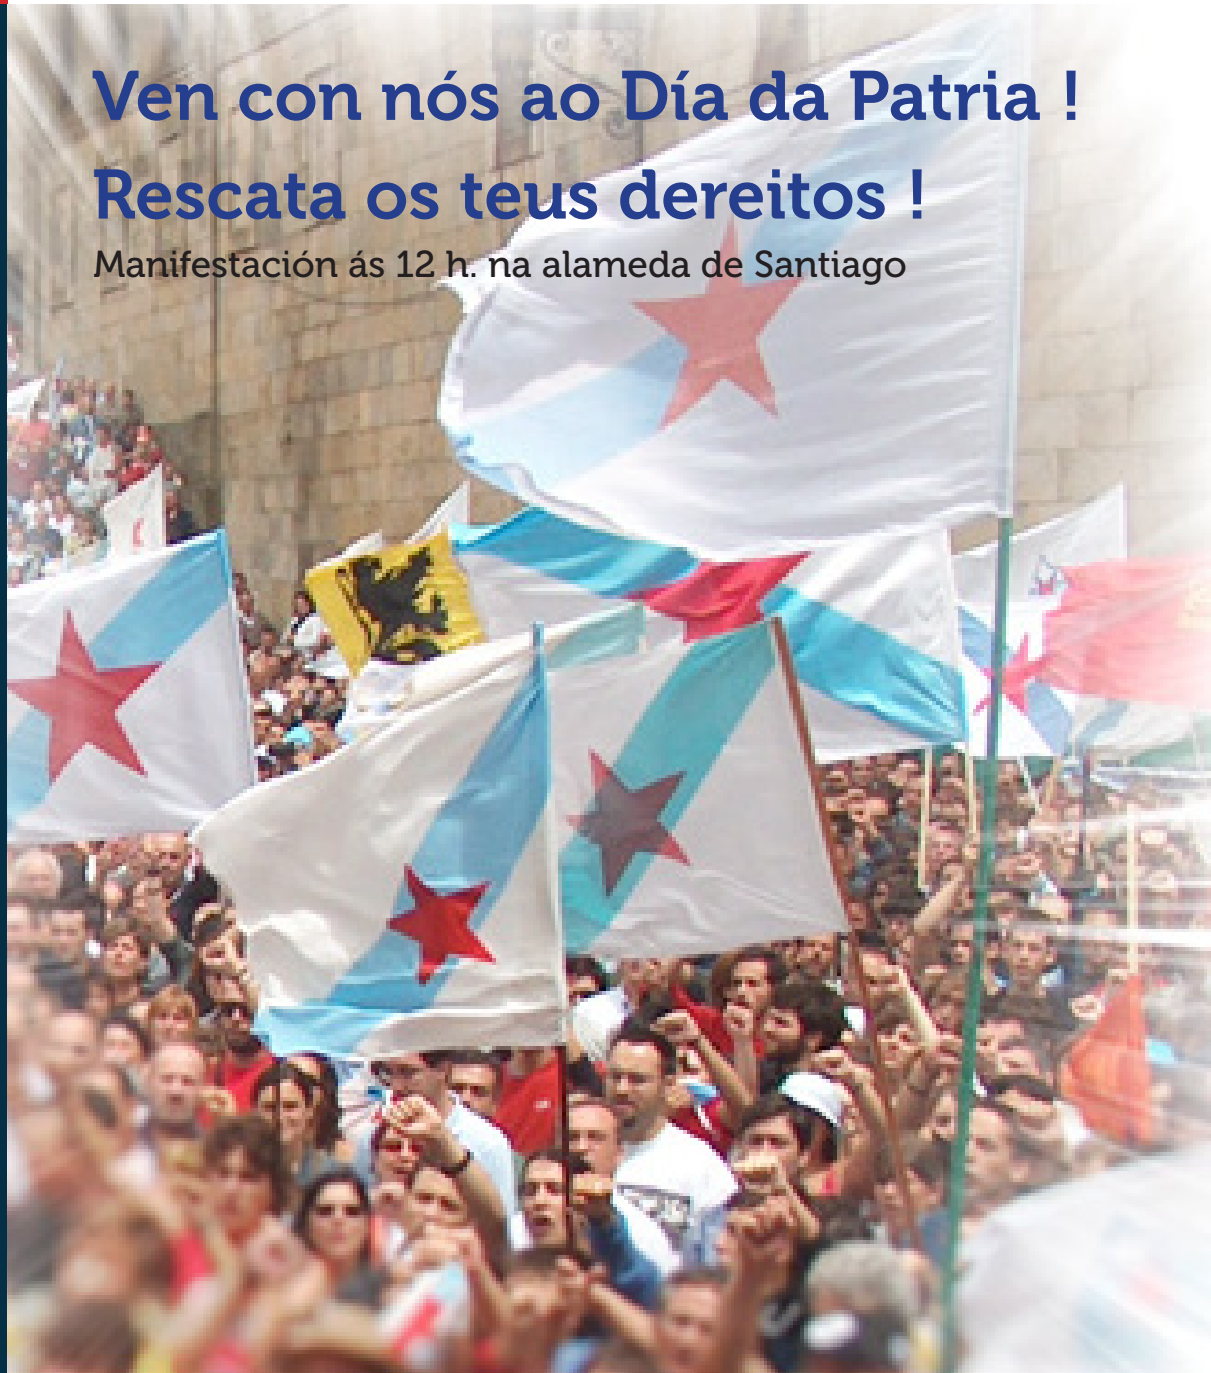 Ven con nós ao Día da Patria !
Rescata os teus dereitos !
Manifestación ás 12 h. na alameda de Santiago